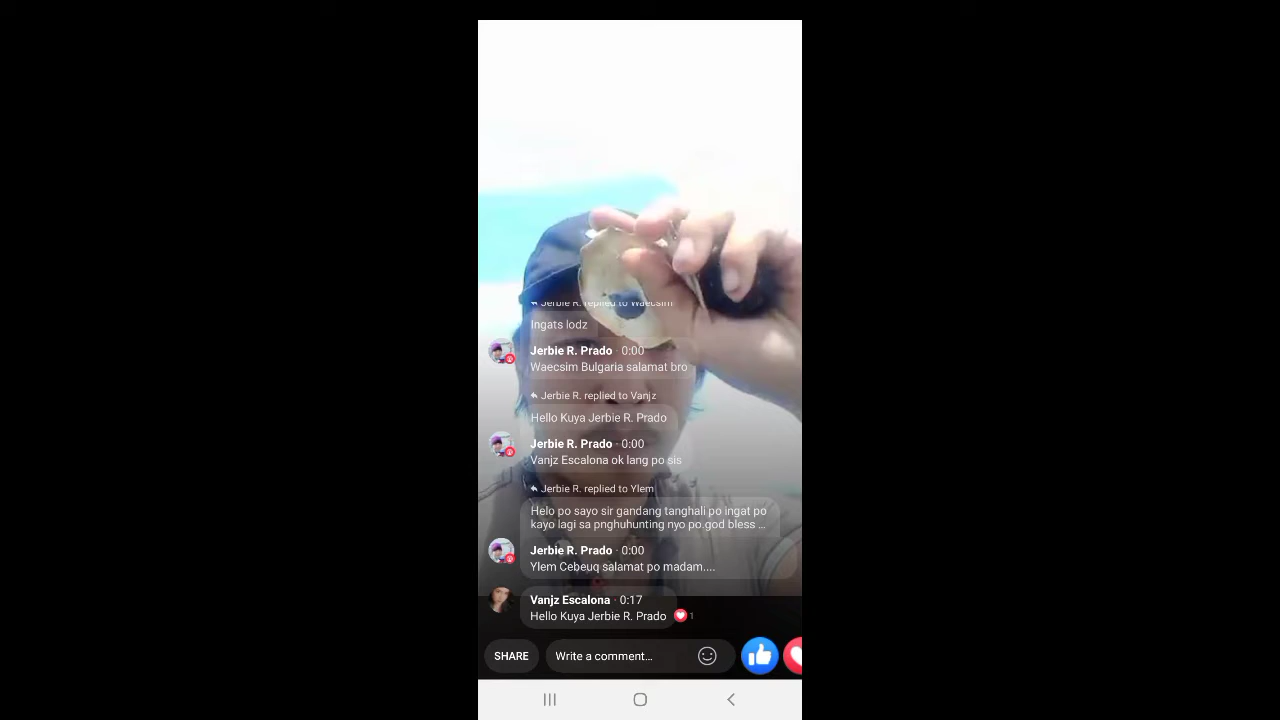 Jerbie R. replied to Waecsim
Ingats lodz
Jerbie R. Prado · 0:00
Waecsim Bulgaria salamat bro
Jerbie R. replied to Vanjz
Hello Kuya Jerbie R. Prado
Jerbie R. Prado · 0:00
Vanjz Escalona ok lang po sis
Jerbie R. replied to Ylem
Helo po sayo sir gandang tanghali po ingat po
kayo lagi sa pnghuhunting nyo po.god bless ...
Jerbie R. Prado · 0:00
Ylem Cebeuq salamat po madam....
Vanjz Escalona · 0:17
Hello Kuya Jerbie R. Prado 1
SHARE Write a comment...